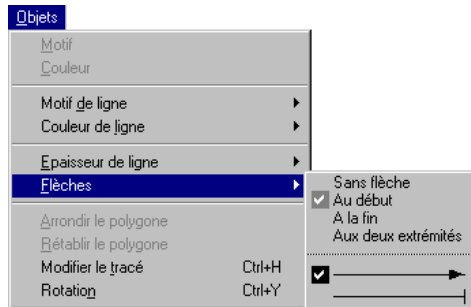 Objets
Motif
Couleur
Motif de ligne
Couleur de ligne
Epaisseur de ligne
Flèches
Sans flèche
Au début
A la fin
Aux deux extrémités
Arrondir le polygone
Rétablir le polygone
Modifier le tracé Ctrl+H
Rotation Ctrl+Y